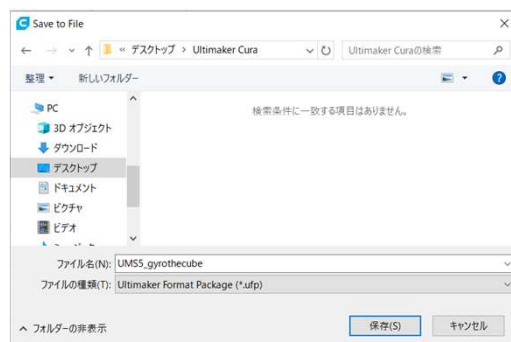 Save to File
« デスクトップ > Ultimaker Cura
Ultimaker Curaの検索
整理
新しいフォルダー
PC
3D オブジェクト
ダウンロード
デスクトップ
ドキュメント
ピクチャ
ビデオ
検索条件に一致する項目はありません。
ファイル名(N): UMS5_gyrothecube
ファイルの種類(T): Ultimaker Format Package (*.ufp)
フォルダーの非表示
保存(S)
キャンセル